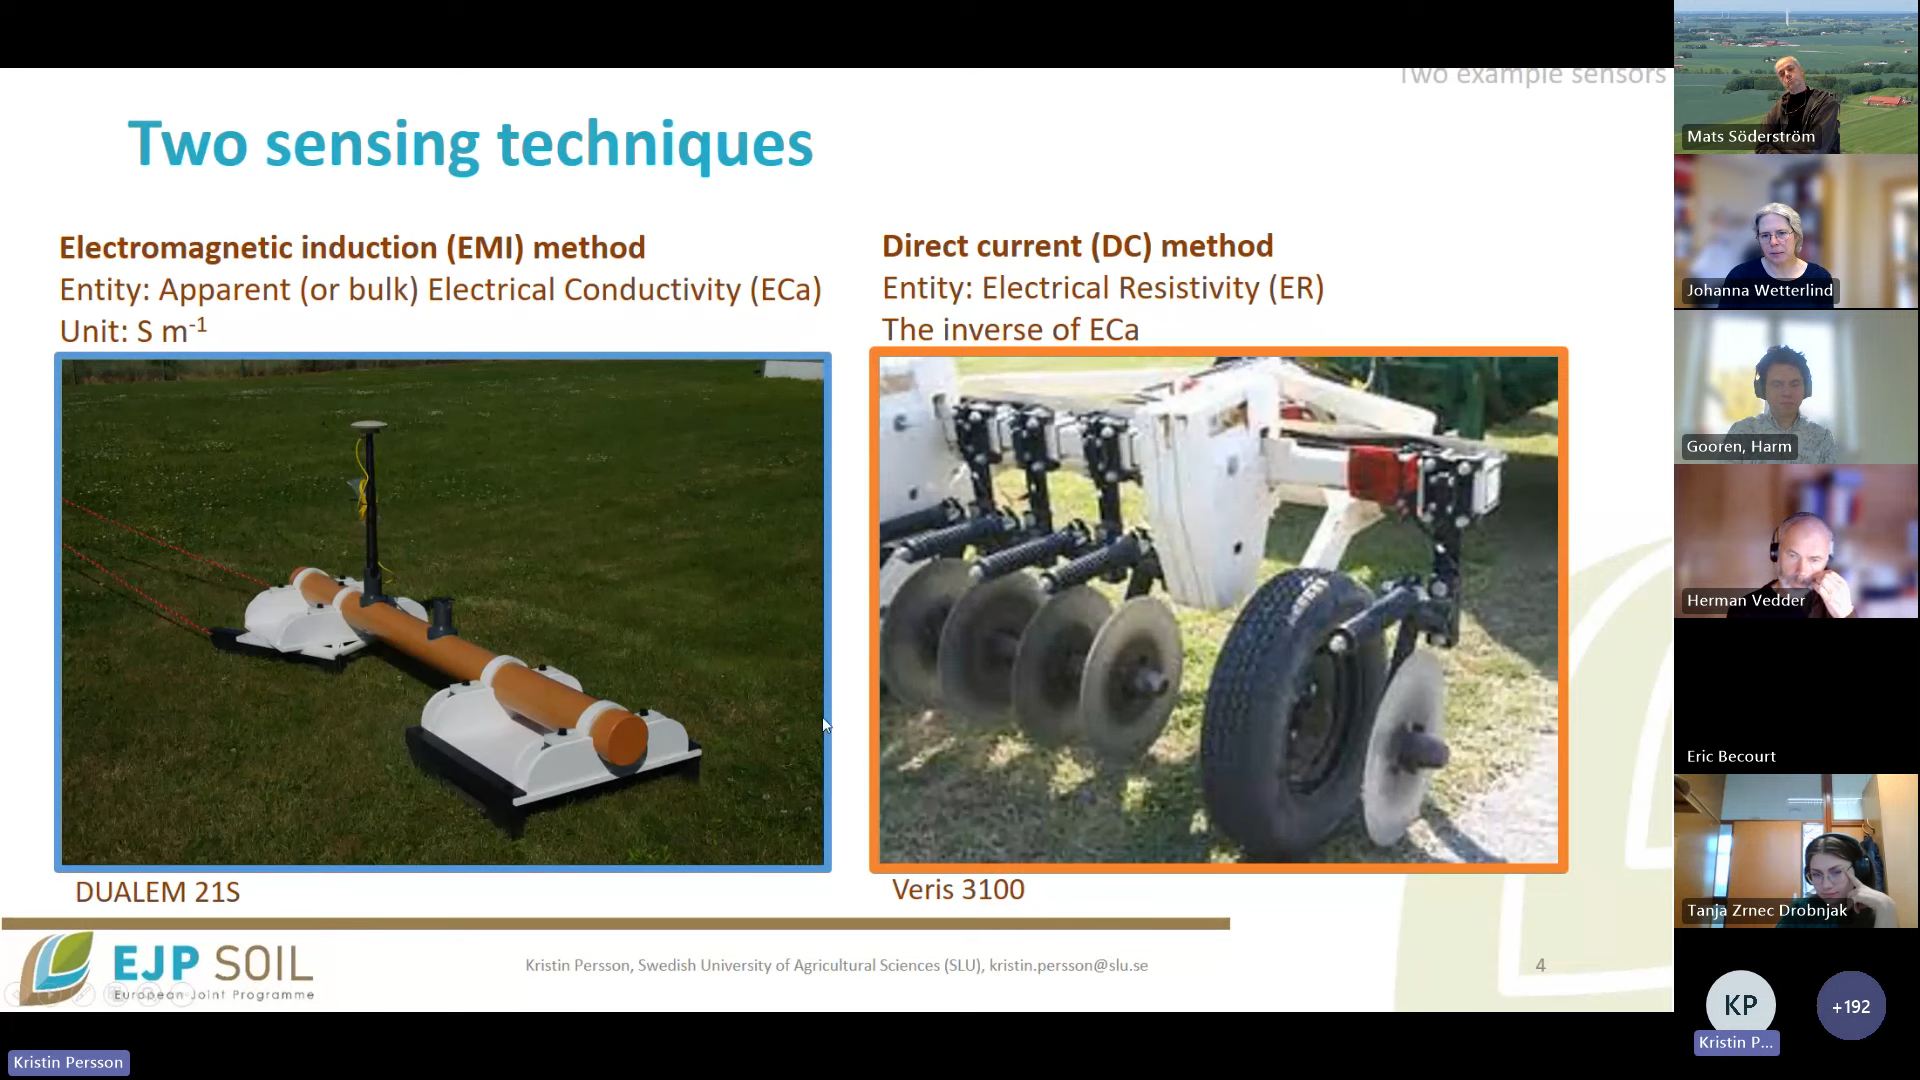 Two example sensors
Two sensing techniques
Electromagnetic induction (EMI) method
Entity: Apparent (or bulk) Electrical Conductivity (ECa)
Unit: S m⁻¹
Direct current (DC) method
Entity: Electrical Resistivity (ER)
The inverse of ECa
DUALEM 21S
Veris 3100
EJP SOIL
European Joint Programme
Kristin Persson, Swedish University of Agricultural Sciences (SLU), kristin.persson@slu.se
4
Kristin Persson
Mats Söderström
Johanna Wetterlind
Gooren, Harm
Herman Vedder
Eric Becourt
Tanja Zrnec Drobnjak
KP
+192
Kristin P...